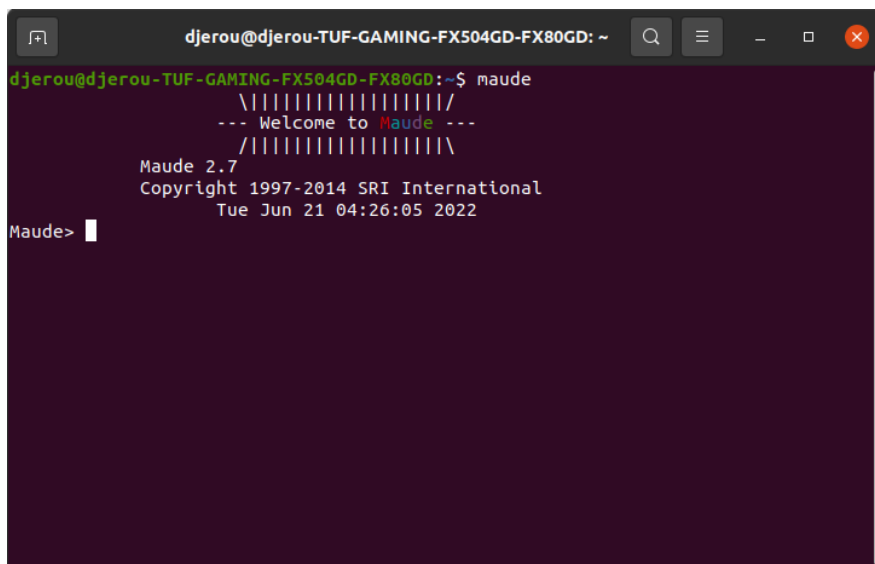 djerou@djerou-TUF-GAMING-FX504GD-FX80GD: ~
djerou@djerou-TUF-GAMING-FX504GD-FX80GD:~$ maude
\||||||||||||||||||/
--- Welcome to Maude ---
/||||||||||||||||||\
Maude 2.7
Copyright 1997-2014 SRI International
Tue Jun 21 04:26:05 2022
Maude>